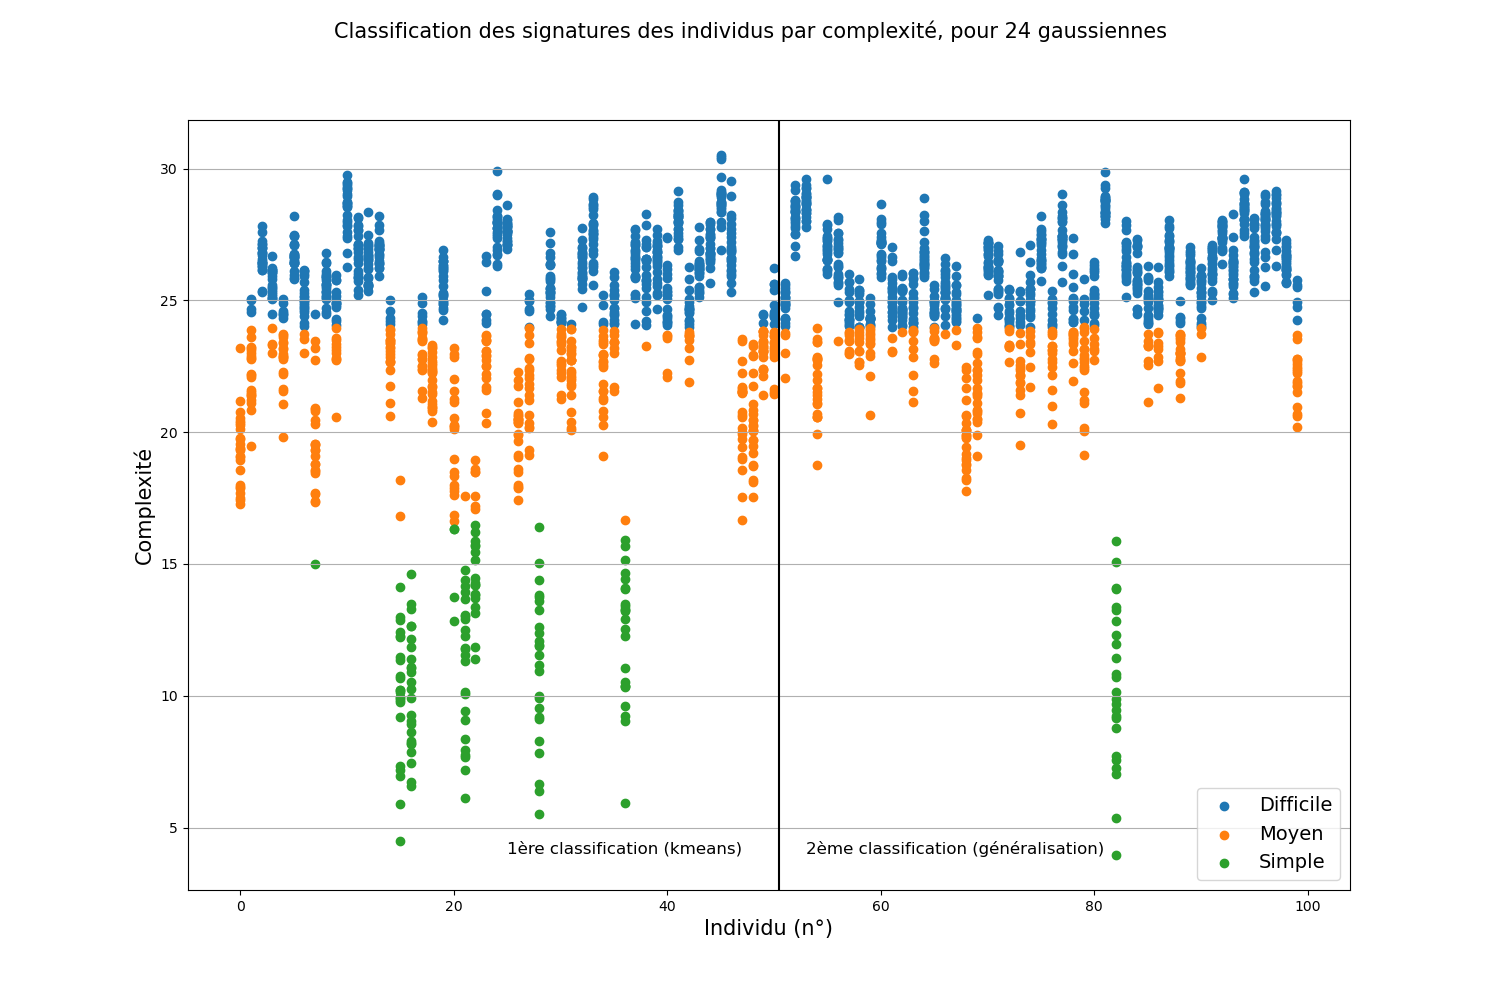 Classification des signatures des individus par complexité, pour 24 gaussiennes
30
25
20
15
10
5
Complexité
1ère classification (kmeans)
2ème classification (généralisation)
Difficile
Moyen
Simple
0
20
40
60
80
100
Individu (n°)